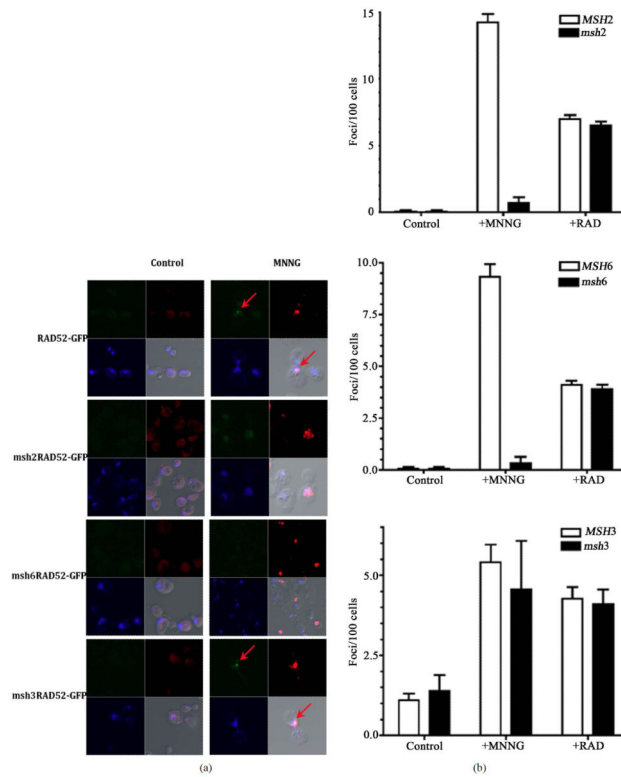 Control MNNG
RAD52-GFP
msh2RAD52-GFP
msh6RAD52-GFP
msh3RAD52-GFP
(a)
15
10
5
0
Foci/100 cells
MSH2
msh2
Control +MNNG +RAD
10.0
7.5
5.0
2.5
0.0
Foci/100 cells
MSH6
msh6
Control +MNNG +RAD
5.0
2.5
0.0
Foci/100 cells
MSH3
msh3
Control +MNNG +RAD
(b)